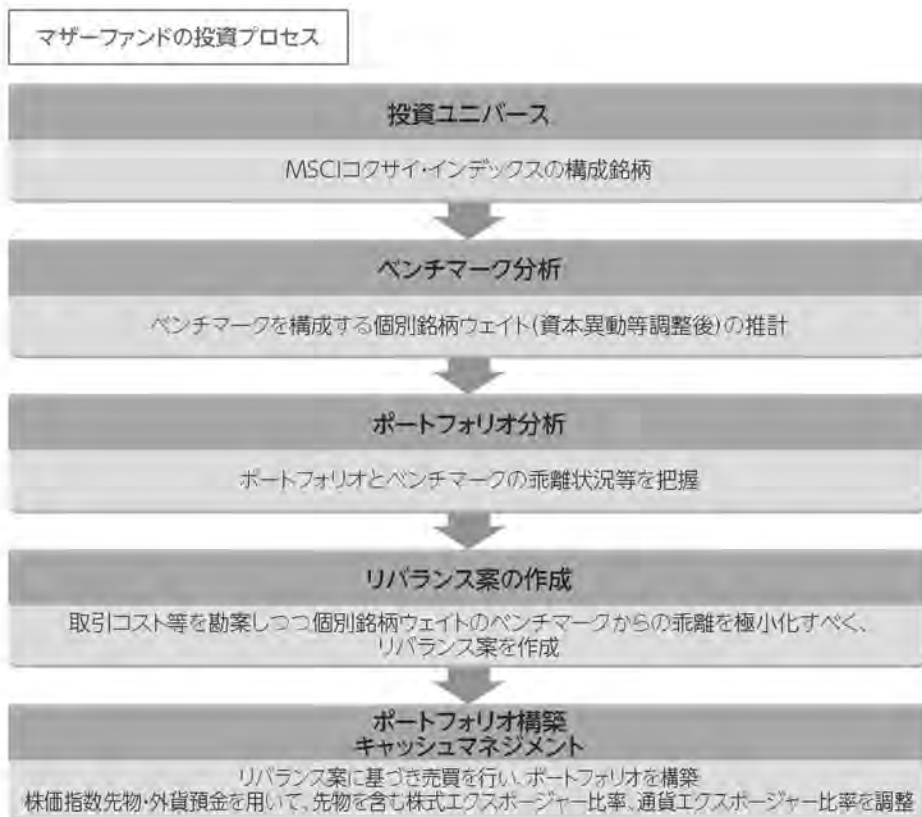 マザーファンドの投資プロセス
投資ユニバース
MSCIコクサイ・インデックスの構成銘柄
ベンチマーク分析
ベンチマークを構成する個別銘柄ウェイト(資本異動等調整後)の推計
ポートフォリオ分析
ポートフォリオとベンチマークの乖離状況等を把握
リバランス案の作成
取引コスト等を勘案しつつ個別銘柄ウェイトのベンチマークからの乖離を極小化すべく、
リバランス案を作成
ポートフォリオ構築
キャッシュマネジメント
リバランス案に基づき売買を行い、ポートフォリオを構築
株価指数先物・外貨預金を用いて、先物を含む株式エクスポージャー比率、通貨エクスポージャー比率を調整